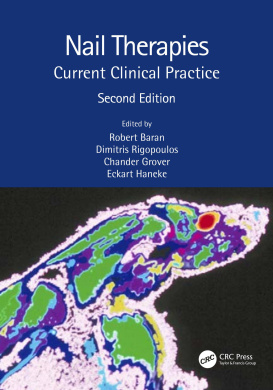 Nail Therapies
Current Clinical Practice
Second Edition
Edited by
Robert Baran
Dimitris Rigopoulos
Chander Grover
Eckart Haneke
CRC
CRC Press
Taylor & Francis Group